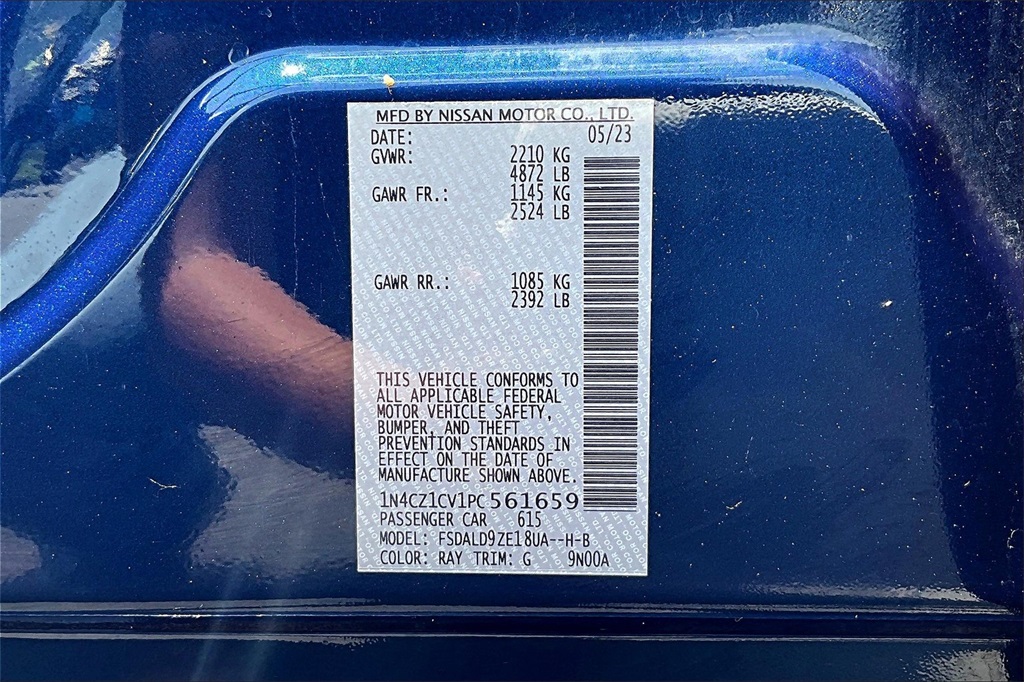 MFD BY NISSAN MOTOR CO., LTD.
DATE: 05/23
GVWR: 2210 KG
4872 LB
GAWR FR.: 1145 KG
2524 LB
GAWR RR.: 1085 KG
2392 LB
THIS VEHICLE CONFORMS TO
ALL APPLICABLE FEDERAL
MOTOR VEHICLE SAFETY,
BUMPER, AND THEFT
PREVENTION STANDARDS IN
EFFECT ON THE DATE OF
MANUFACTURE SHOWN ABOVE.
1N4CZ1CV1PC561659
PASSENGER CAR 615
MODEL: FSDALD9ZE18UA--H-B
COLOR: RAY TRIM: G 9N00A